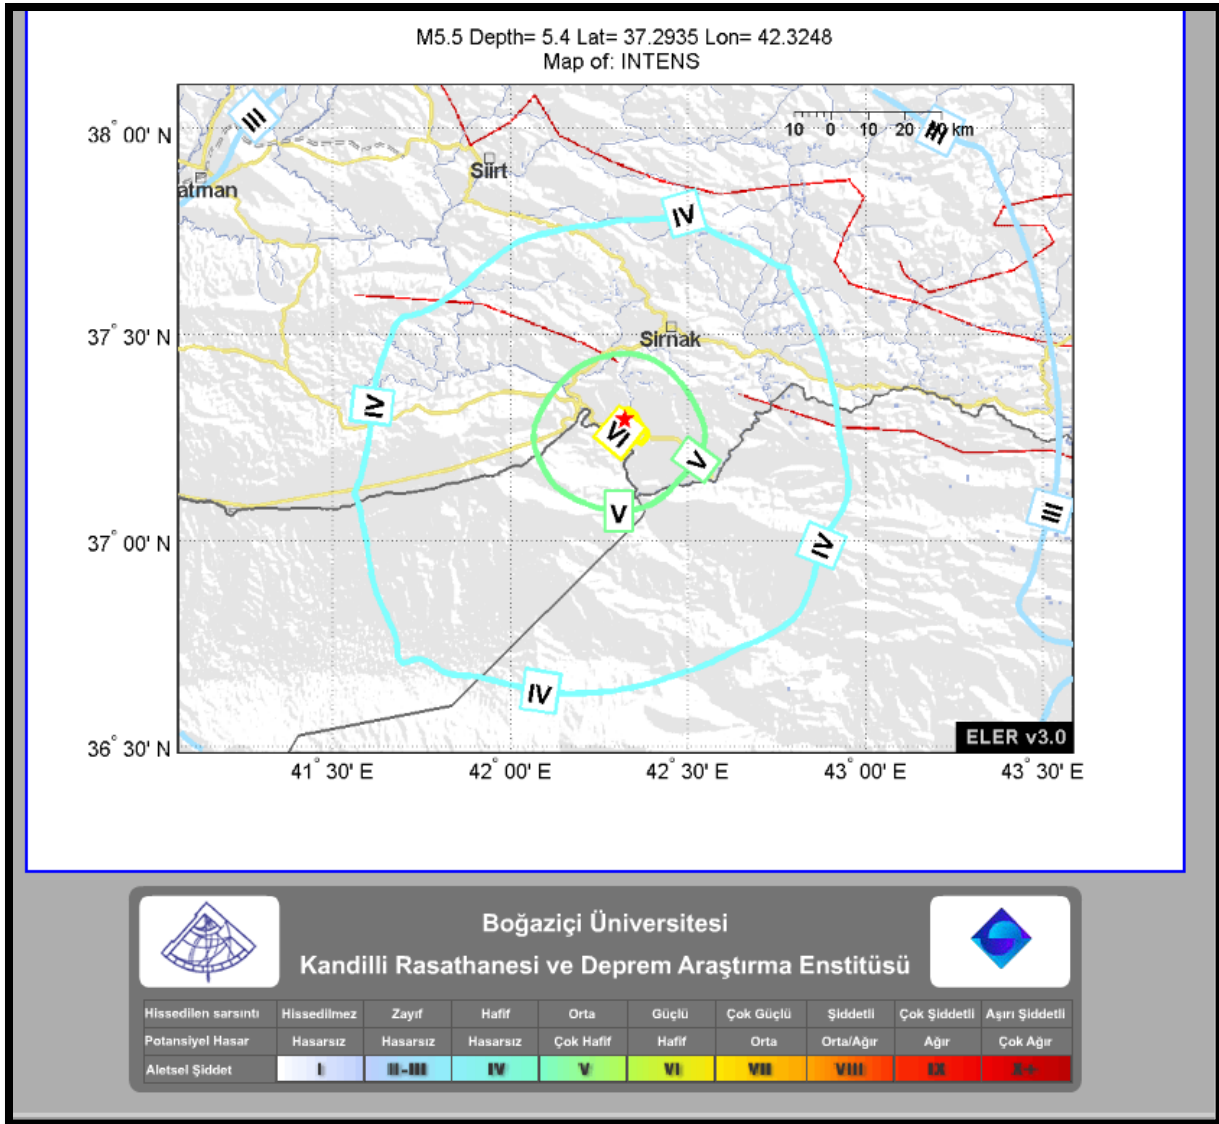 M5.5 Depth= 5.4 Lat= 37.2935 Lon= 42.3248
Map of: INTENS
38° 00' N
37° 30' N
37° 00' N
36° 30' N
III
10 0 10 20 km
atman
Siirt
IV
Sirnak
IV
VI
V
V
III
IV
IV
ELER v3.0
41° 30' E 42° 00' E 42° 30' E 43° 00' E 43° 30' E
Boğaziçi Üniversitesi
Kandilli Rasathanesi ve Deprem Araştırma Enstitüsü
Hissedilen sarsıntı Hissedilmez Zayıf Hafif Orta Güçlü Çok Güçlü Şiddetli Çok Şiddetli Aşırı Şiddetli
Potansiyel Hasar Hasarsız Hasarsız Hasarsız Çok Hafif Hafif Orta Orta/Ağır Ağır Çok Ağır
Aletsel Şiddet I II-III IV V VI VII VIII IX X+